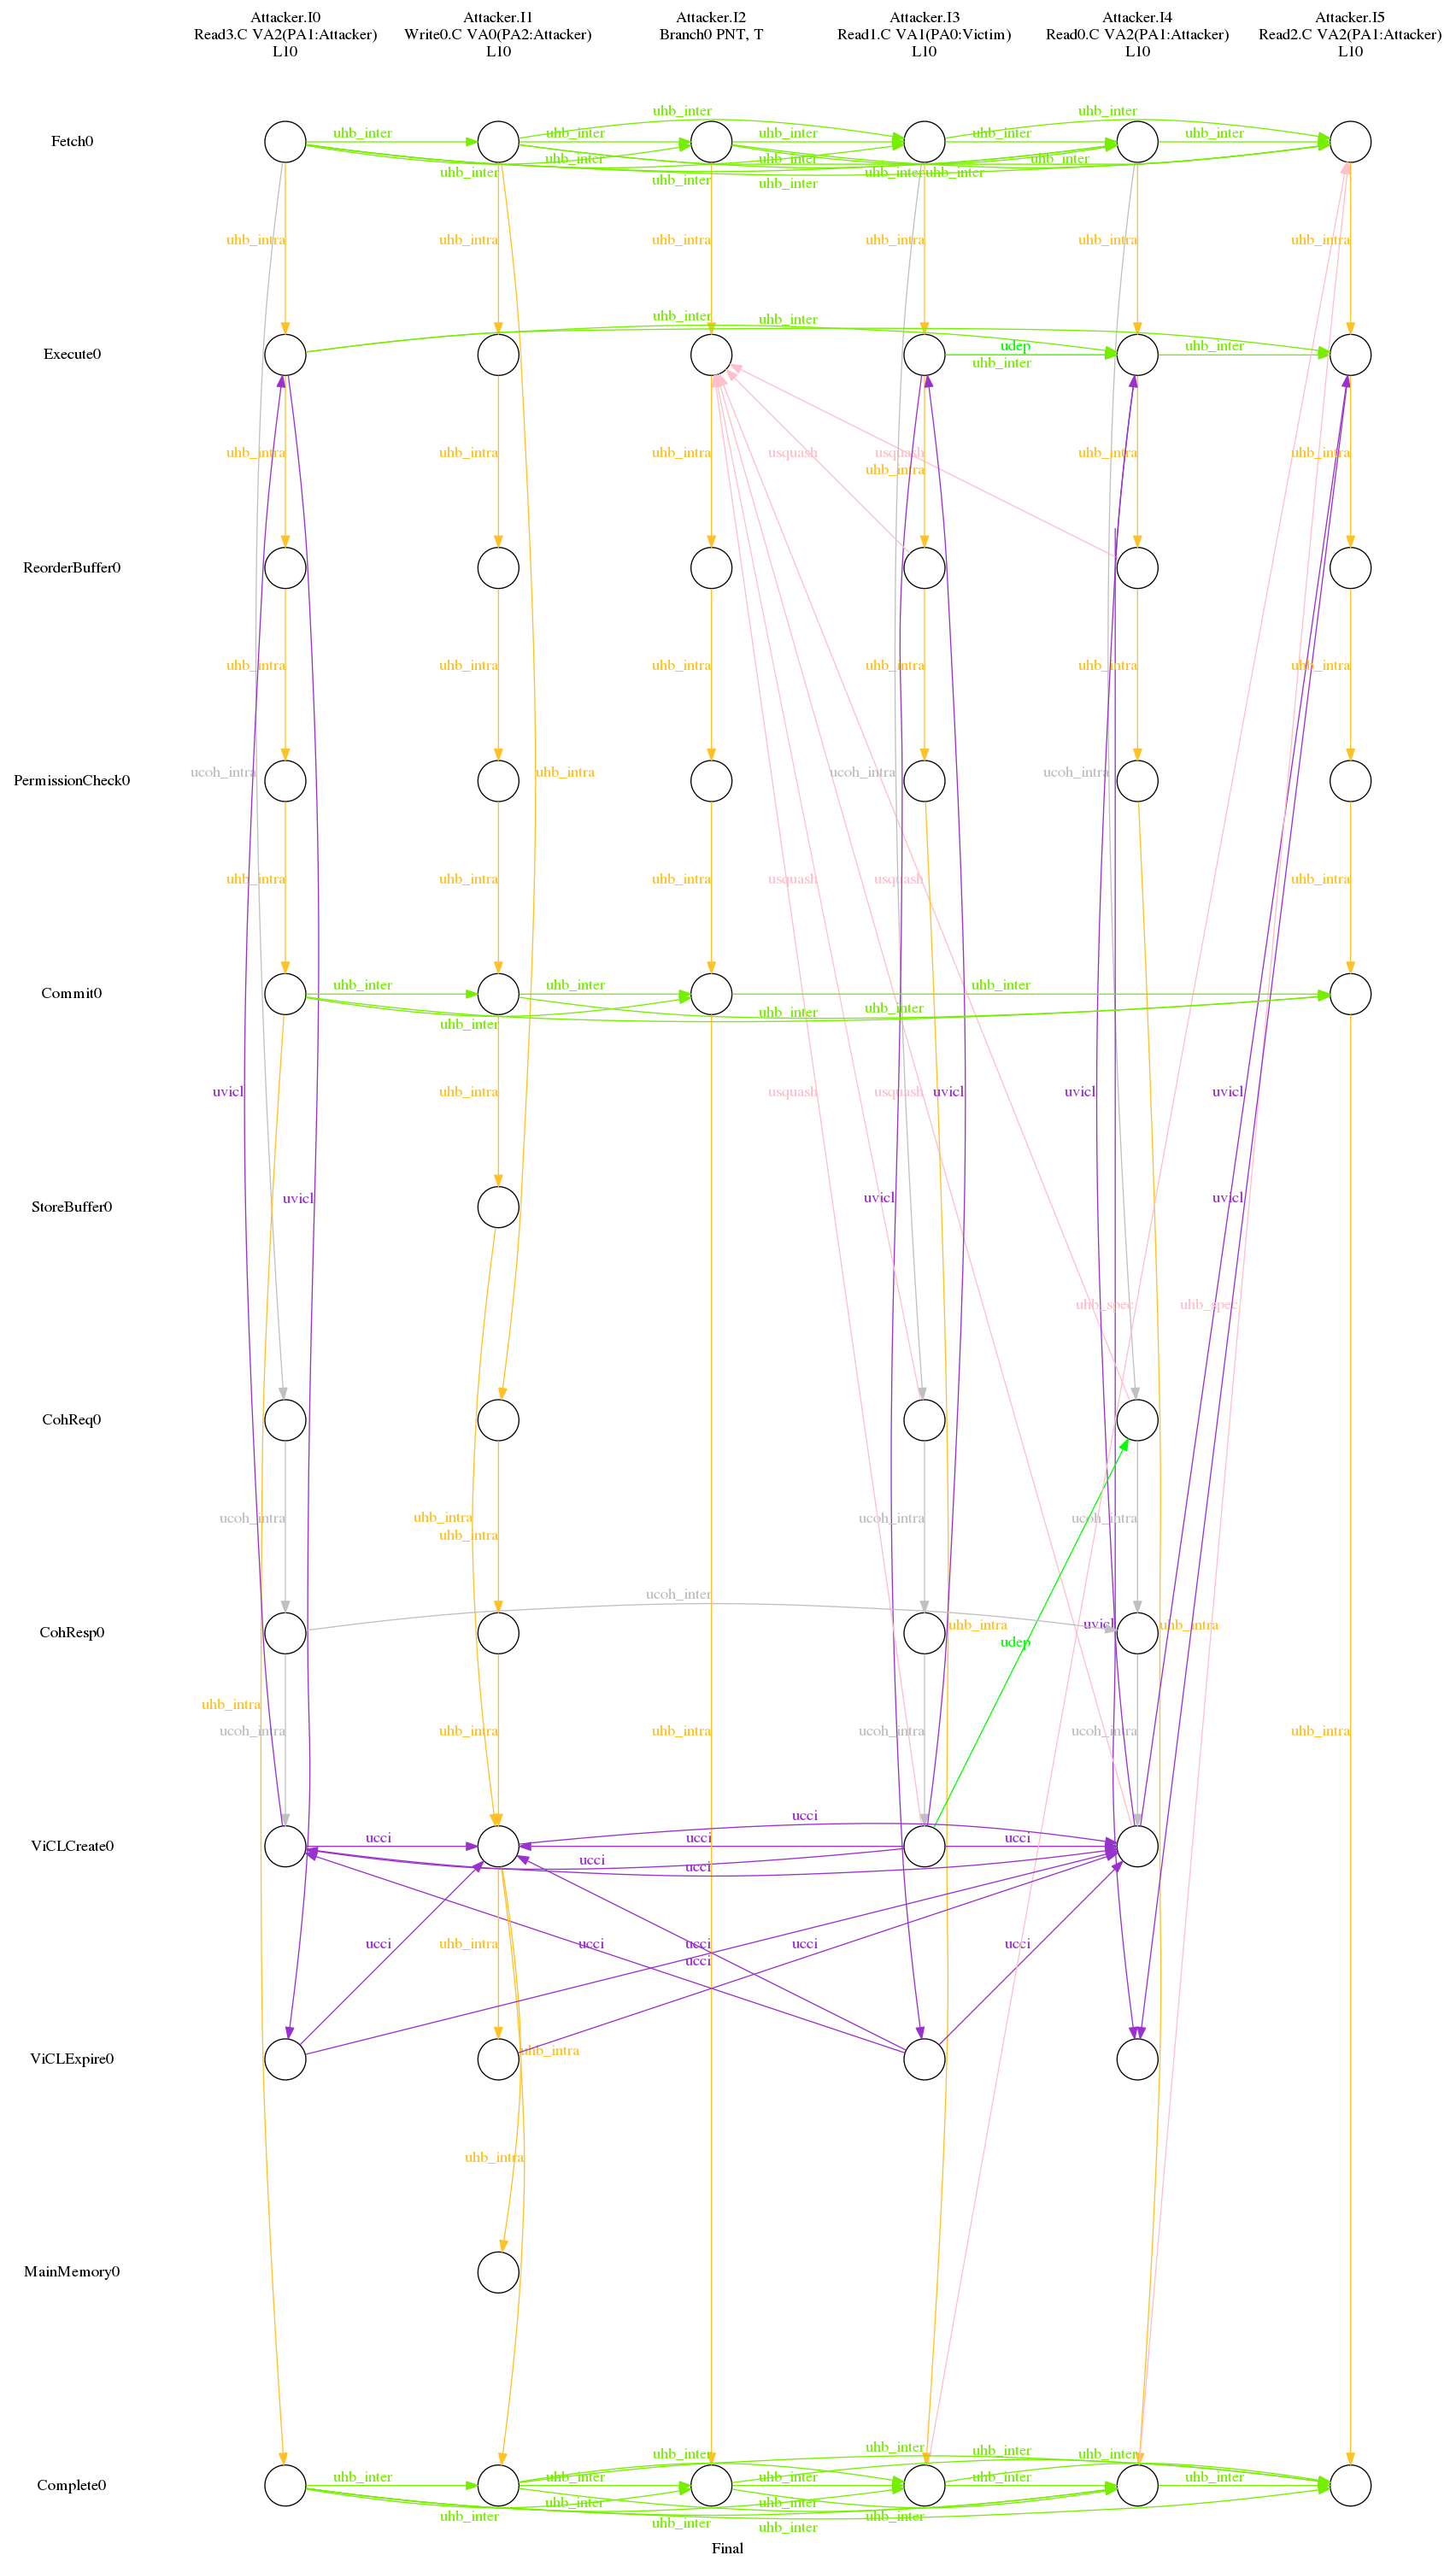 Attacker.I0
Read3.C VA2(PA1:Attacker)
L10
Attacker.I1
Write0.C VA0(PA2:Attacker)
L10
Attacker.I2
Branch0 PNT, T
Attacker.I3
Read1.C VA1(PA0:Victim)
L10
Attacker.I4
Read0.C VA2(PA1:Attacker)
L10
Attacker.I5
Read2.C VA2(PA1:Attacker)
L10
uhb_inter uhb_inter
Fetch0
uhb_inter uhb_inter uhb_inter uhb_inter uhb_inter
uhb_inter uhb_inter uhb_inter
uhb_inter uhb_inter uhb_inter
uhb_inter uhb_inter
uhb_intra uhb_intra uhb_intra uhb_intra uhb_intra uhb_intra
uhb_inter uhb_inter
Execute0
udep uhb_inter
uhb_inter
uhb_intra uhb_intra uhb_intra usquash usquash uhb_intra uhb_intra
uhb_intra
ReorderBuffer0
uhb_intra uhb_intra uhb_intra uhb_intra uhb_intra uhb_intra
PermissionCheck0
ucoh_intra uhb_intra ucoh_intra ucoh_intra
uhb_intra uhb_intra uhb_intra usquash usquash uhb_intra
Commit0
uhb_inter uhb_inter uhb_inter
uhb_inter uhb_inter uhb_inter
uvicl uhb_intra usquash usquash uvicl uvicl uvicl
StoreBuffer0
uvicl uvicl uvicl
uhb_spec uhb_spec
CohReq0
ucoh_intra uhb_intra ucoh_intra ucoh_intra
uhb_intra
ucoh_inter
CohResp0
uvicl uhb_intra uhb_intra
udep
uhb_intra
ucoh_intra uhb_intra uhb_intra ucoh_intra ucoh_intra uhb_intra
ucci
ViCLCreate0
ucci ucci ucci
ucci ucci
ucci uhb_intra ucci ucci ucci ucci
ucci
ViCLExpire0
uhb_intra
uhb_intra
MainMemory0
uhb_inter uhb_inter uhb_inter uhb_inter
Complete0
uhb_inter uhb_inter uhb_inter uhb_inter uhb_inter
uhb_inter uhb_inter uhb_inter
uhb_inter uhb_inter
uhb_inter uhb_inter
Final